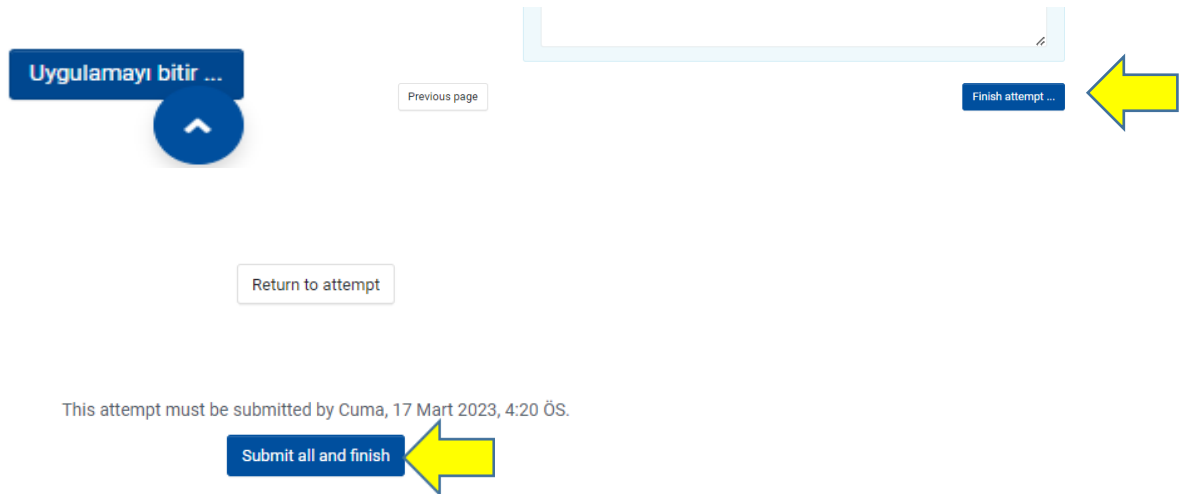 Uygulamayı bitir ...
Previous page
Finish attempt ...
Return to attempt
This attempt must be submitted by Cuma, 17 Mart 2023, 4:20 ÖS.
Submit all and finish